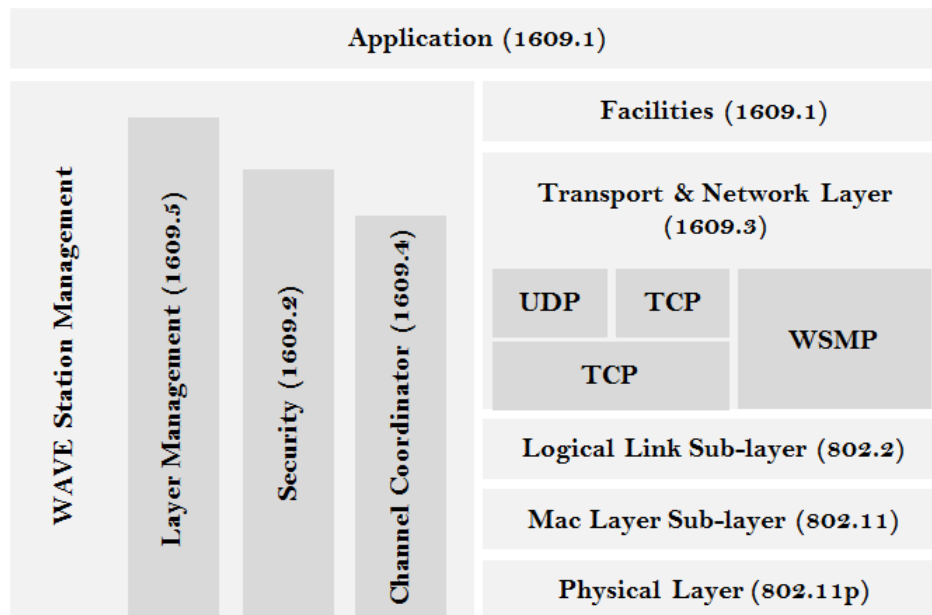 Application (1609.1)
WAVE Station Management
Layer Management (1609.5)
Security (1609.2)
Channel Coordinator (1609.4)
Facilities (1609.1)
Transport & Network Layer
(1609.3)
UDP
TCP
WSMP
TCP
Logical Link Sub-layer (802.2)
Mac Layer Sub-layer (802.11)
Physical Layer (802.11p)